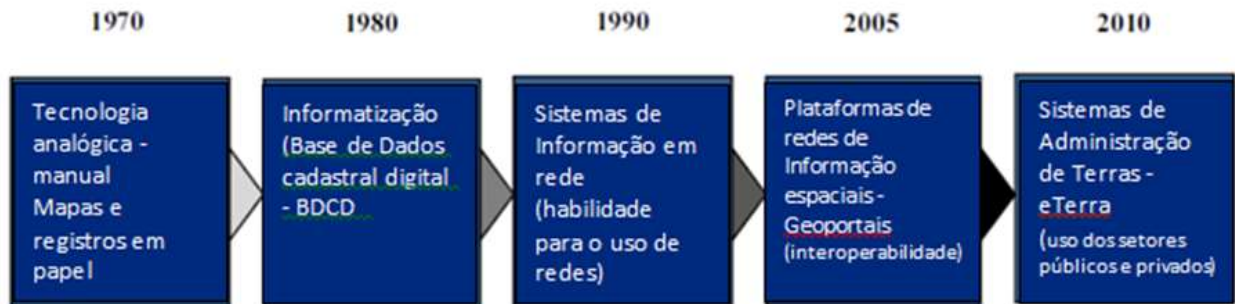 1970 1980 1990 2005 2010
Tecnologia
analógica -
manual
Mapas e
registros em
papel
Informatização
(Base de Dados
cadastral digital
- BDCD
Sistemas de
Informação em
rede
(habilidade
para o uso de
redes)
Plataformas de
redes de
Informação
espaciais -
Geoportais
(interoperabilidade)
Sistemas de
Administração
de Terras -
eTerra
(uso dos setores
públicos e privados)